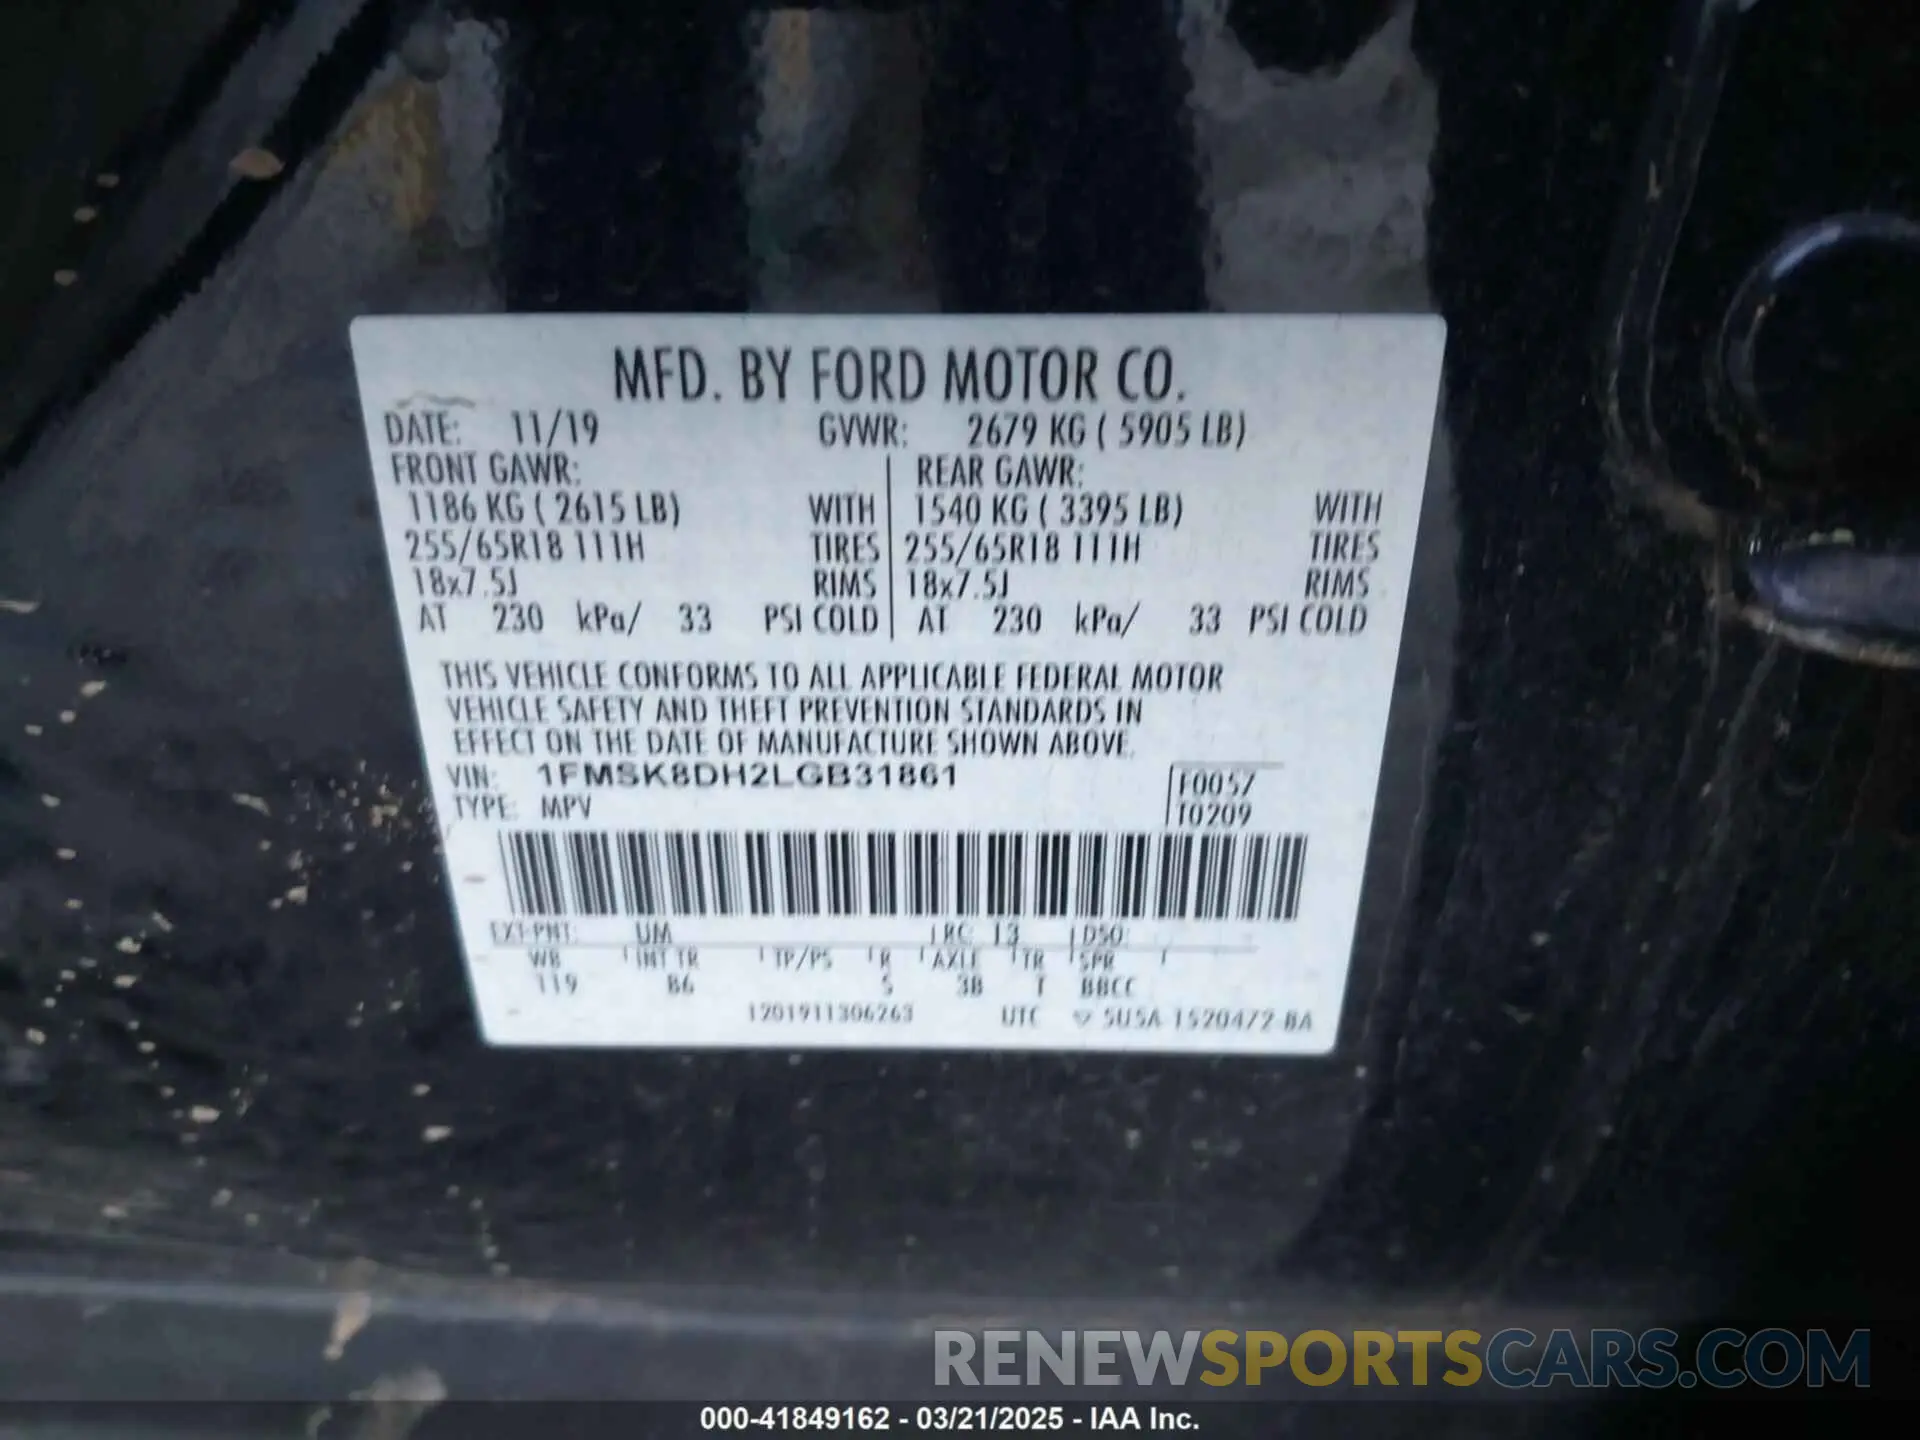 MFD. BY FORD MOTOR CO.
DATE: 11/19 GVWR: 2679 KG ( 5905 LB)
FRONT GAWR: REAR GAWR:
1186 KG ( 2615 LB) WITH 1540 KG ( 3395 LB) WITH
255/65R18 111H TIRES 255/65R18 111H TIRES
18x7.5J RIMS 18x7.5J RIMS
AT 230 kPa/ 33 PSI COLD AT 230 kPa/ 33 PSI COLD
THIS VEHICLE CONFORMS TO ALL APPLICABLE FEDERAL MOTOR
VEHICLE SAFETY AND THEFT PREVENTION STANDARDS IN
EFFECT ON THE DATE OF MANUFACTURE SHOWN ABOVE.
VIN: 1FMSK8DH2LGB31861 F0057
TYPE: MPV T0209
EXT PNT: UM RC: 13 DSO:
WB INT TR TP/PS R AXLE TR SPR
119 B6 5 3B T BBCC
1201911306263 UTC 5U5A 1520472 BA
RENEWSPORTSCARS.COM
000-41849162 - 03/21/2025 - IAA Inc.